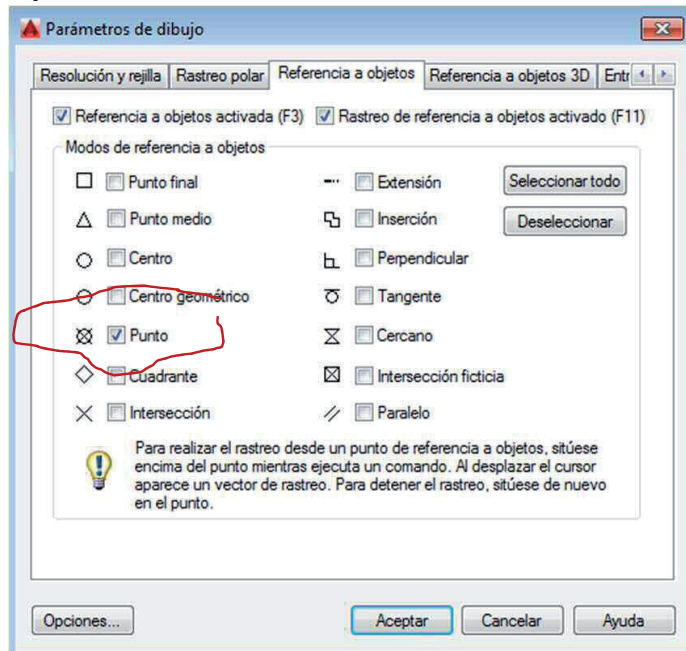 Parámetros de dibujo
Resolución y rejilla Rastreo polar Referencia a objetos Referencia a objetos 3D Entr
Referencia a objetos activada (F3) Rastreo de referencia a objetos activado (F11)
Modos de referencia a objetos
Punto final
Extensión
Seleccionar todo
Punto medio
Inserción
Deseleccionar
Centro
Perpendicular
Centro geométrico
Tangente
Punto
Cercano
Cuadrante
Intersección ficticia
Intersección
Paralelo
Para realizar el rastreo desde un punto de referencia a objetos, sitúese
encima del punto mientras ejecuta un comando. Al desplazar el cursor
aparece un vector de rastreo. Para detener el rastreo, sitúese de nuevo
en el punto.
Opciones... Aceptar Cancelar Ayuda